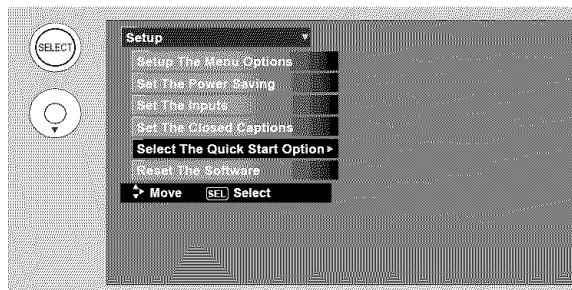 SELECT
Setup
Setup The Menu Options
Set The Power Saving
Set The Inputs
Set The Closed Captions
Select The Quick Start Option
Reset The Software
Move SEL Select